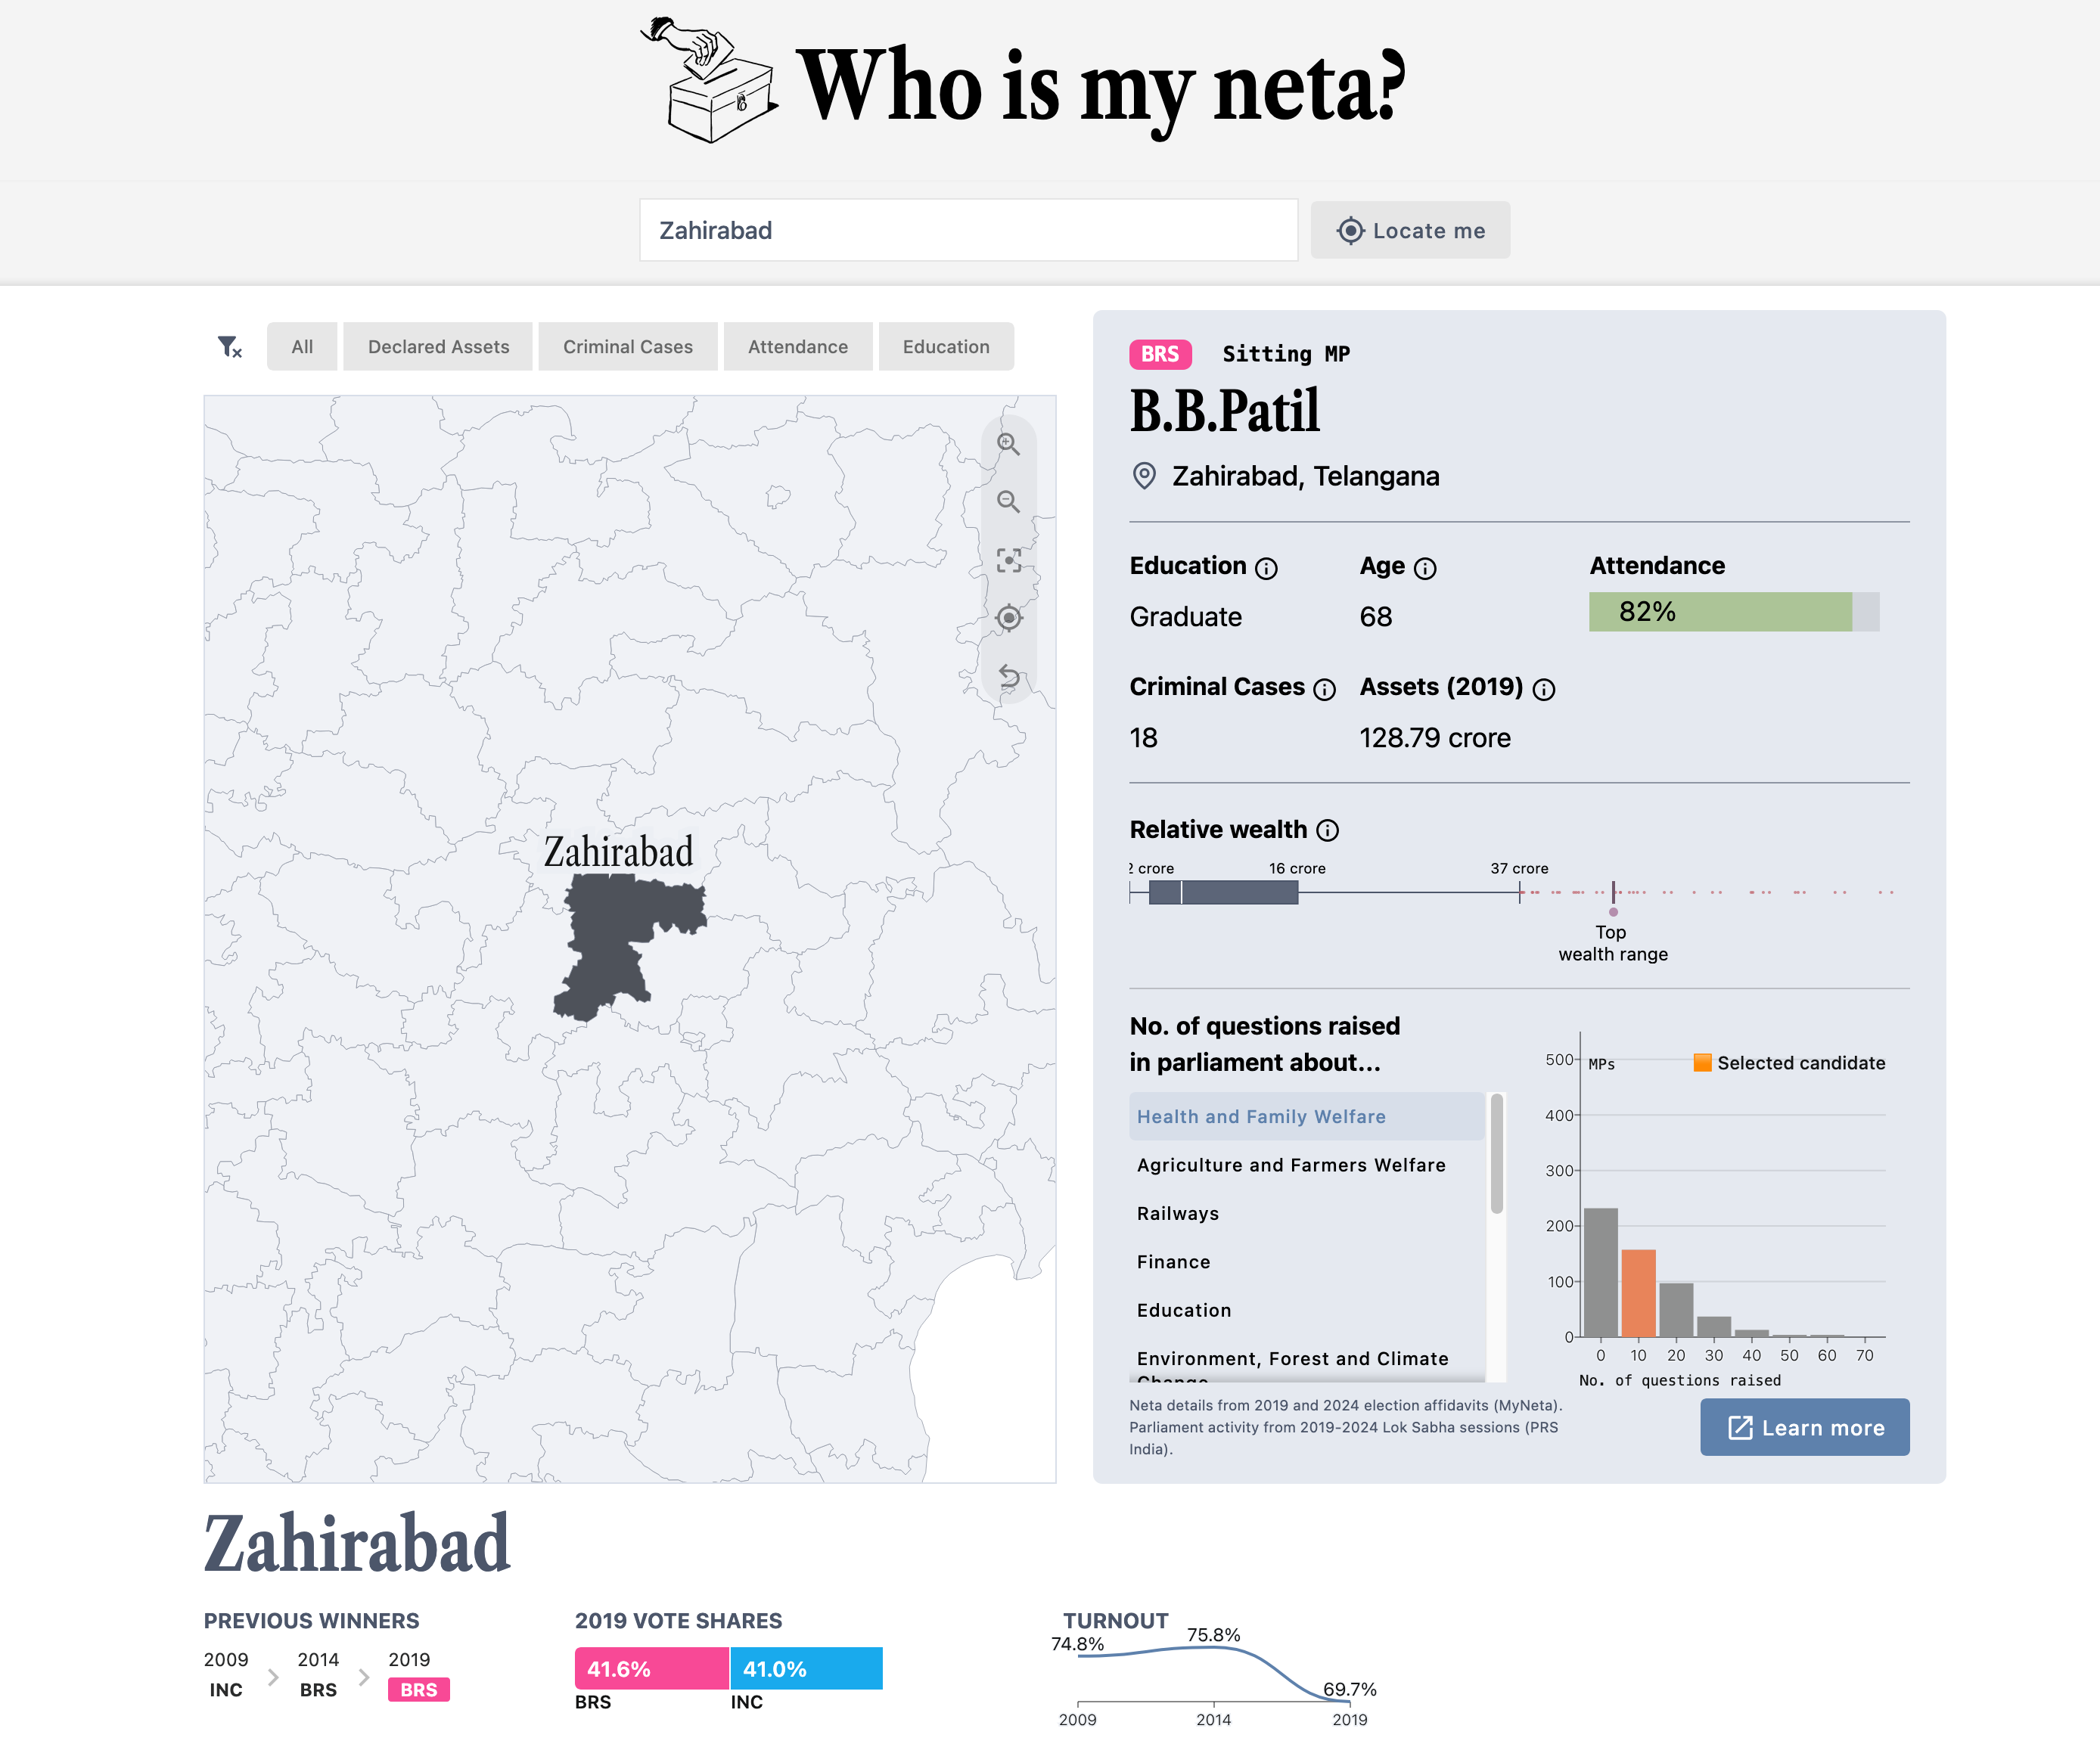 Who is my neta?
Zahirabad
Locate me
All
Declared Assets
Criminal Cases
Attendance
Education
Zahirabad
BRS Sitting MP
B.B.Patil
Zahirabad, Telangana
Education Age Attendance
Graduate 68 82%
Criminal Cases Assets (2019)
18 128.79 crore
Relative wealth
2 crore 16 crore 37 crore
Top
wealth range
No. of questions raised
in parliament about...
Health and Family Welfare
Agriculture and Farmers Welfare
Railways
Finance
Education
Environment, Forest and Climate
Change
MPs
Selected candidate
500
400
300
200
100
0
0 10 20 30 40 50 60 70
No. of questions raised
Neta details from 2019 and 2024 election affidavits (MyNeta).
Parliament activity from 2019-2024 Lok Sabha sessions (PRS
India).
Learn more
Zahirabad
PREVIOUS WINNERS
2009 2014 2019
INC BRS BRS
2019 VOTE SHARES
41.6% 41.0%
BRS INC
TURNOUT
74.8% 75.8% 69.7%
2009 2014 2019